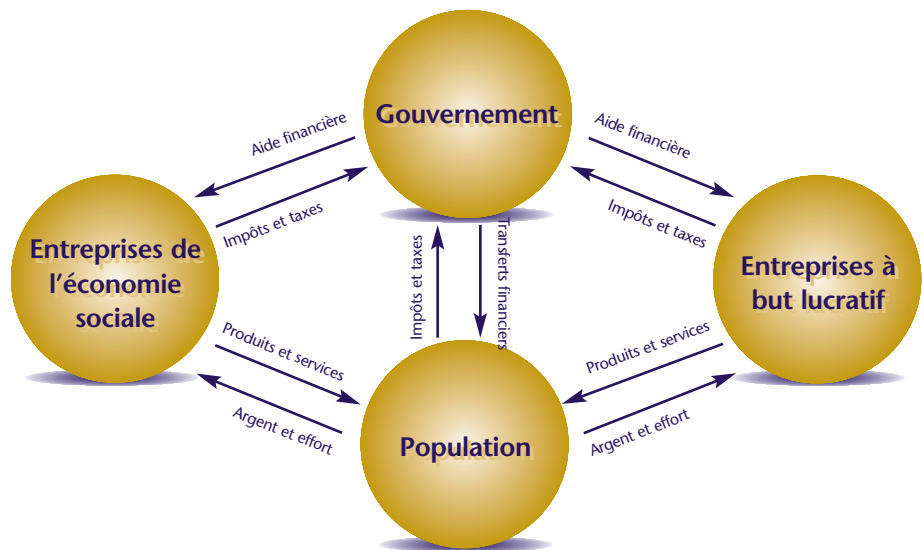 Gouvernement
Aide financière
Aide financière
Impôts et taxes
Impôts et taxes
Entreprises de
l’économie
sociale
Impôts et taxes
Transferts financiers
Entreprises à
but lucratif
Produits et services
Produits et services
Argent et effort
Argent et effort
Population